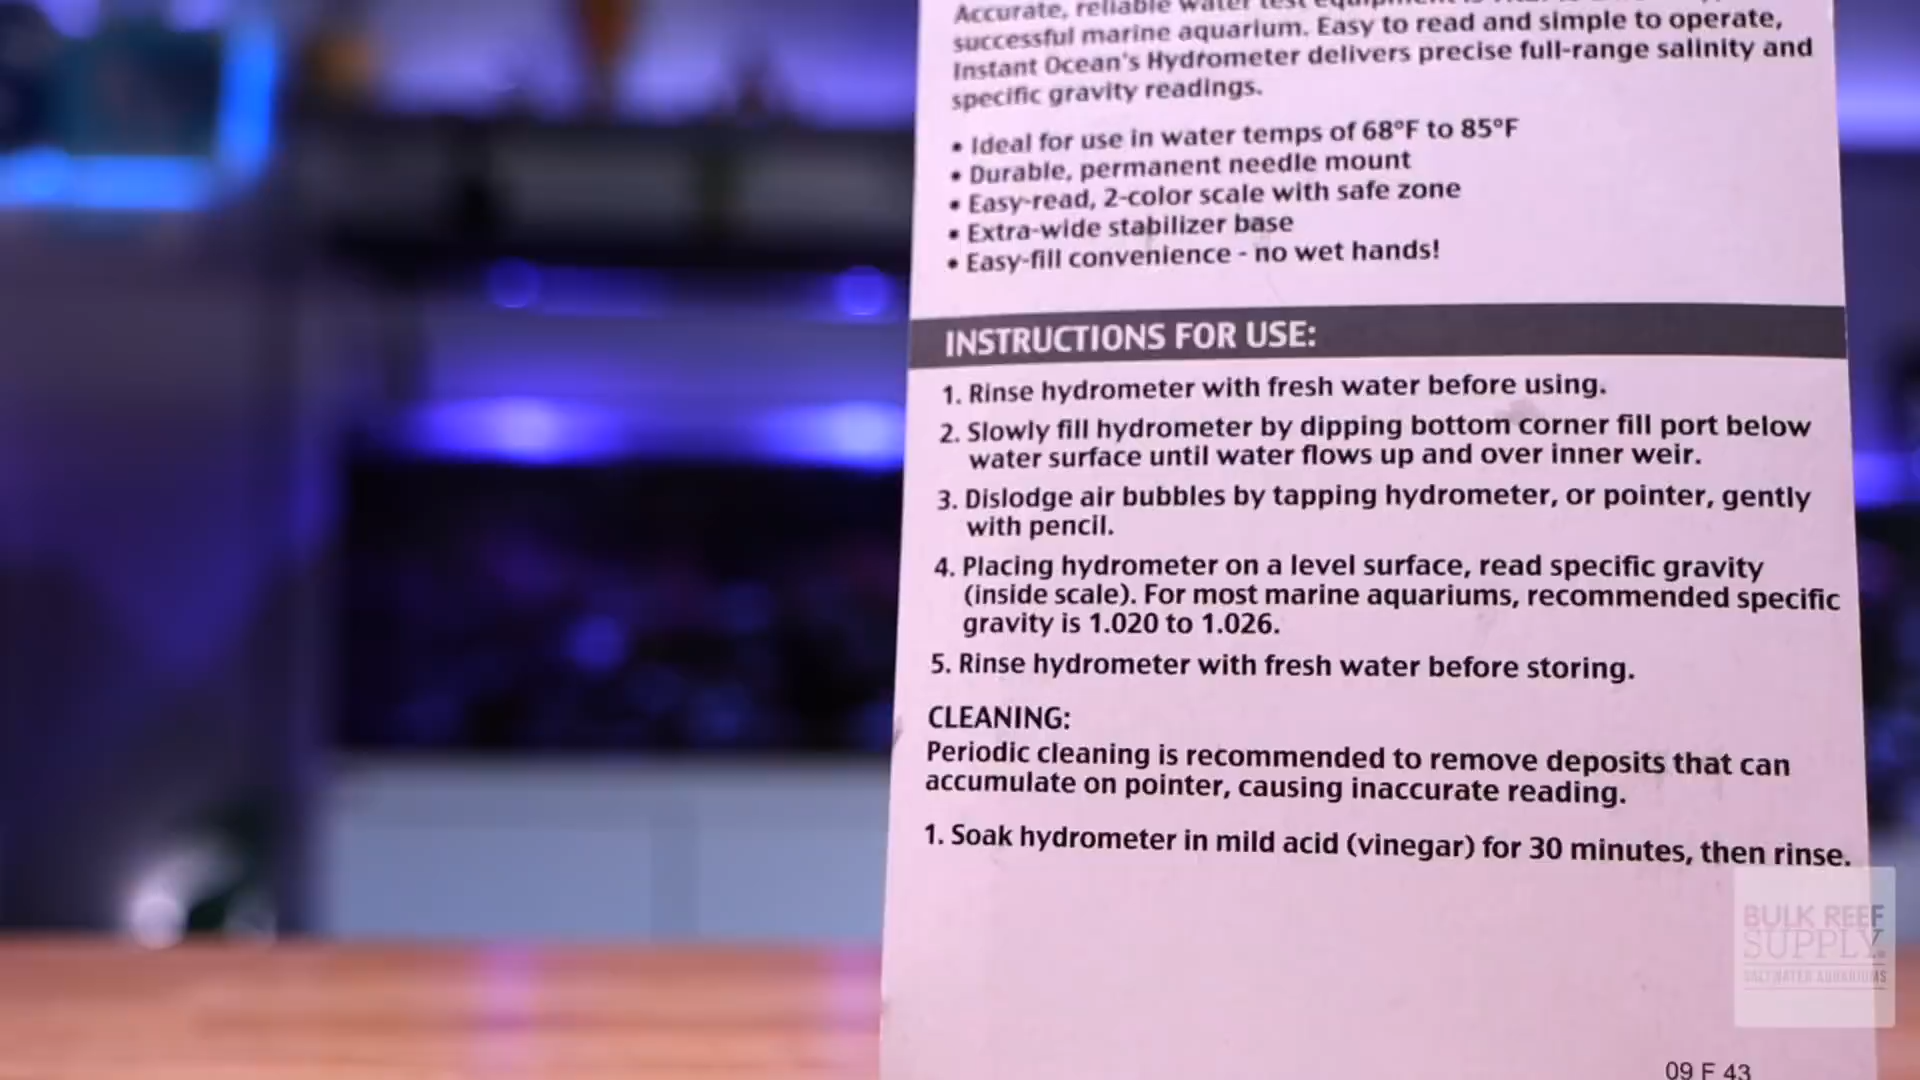 Accurate, reliable water test equipment
successful marine aquarium. Easy to read and simple to operate,
Instant Ocean's Hydrometer delivers precise full-range salinity and
specific gravity readings.
• Ideal for use in water temps of 68°F to 85°F
• Durable, permanent needle mount
• Easy-read, 2-color scale with safe zone
• Extra-wide stabilizer base
• Easy-fill convenience - no wet hands!
INSTRUCTIONS FOR USE:
1. Rinse hydrometer with fresh water before using.
2. Slowly fill hydrometer by dipping bottom corner fill port below
water surface until water flows up and over inner weir.
3. Dislodge air bubbles by tapping hydrometer, or pointer, gently
with pencil.
4. Placing hydrometer on a level surface, read specific gravity
(inside scale). For most marine aquariums, recommended specific
gravity is 1.020 to 1.026.
5. Rinse hydrometer with fresh water before storing.
CLEANING:
Periodic cleaning is recommended to remove deposits that can
accumulate on pointer, causing inaccurate reading.
1. Soak hydrometer in mild acid (vinegar) for 30 minutes, then rinse.
BULK REEF
SUPPLY
SALTWATER AQUARIUMS
09 F 43